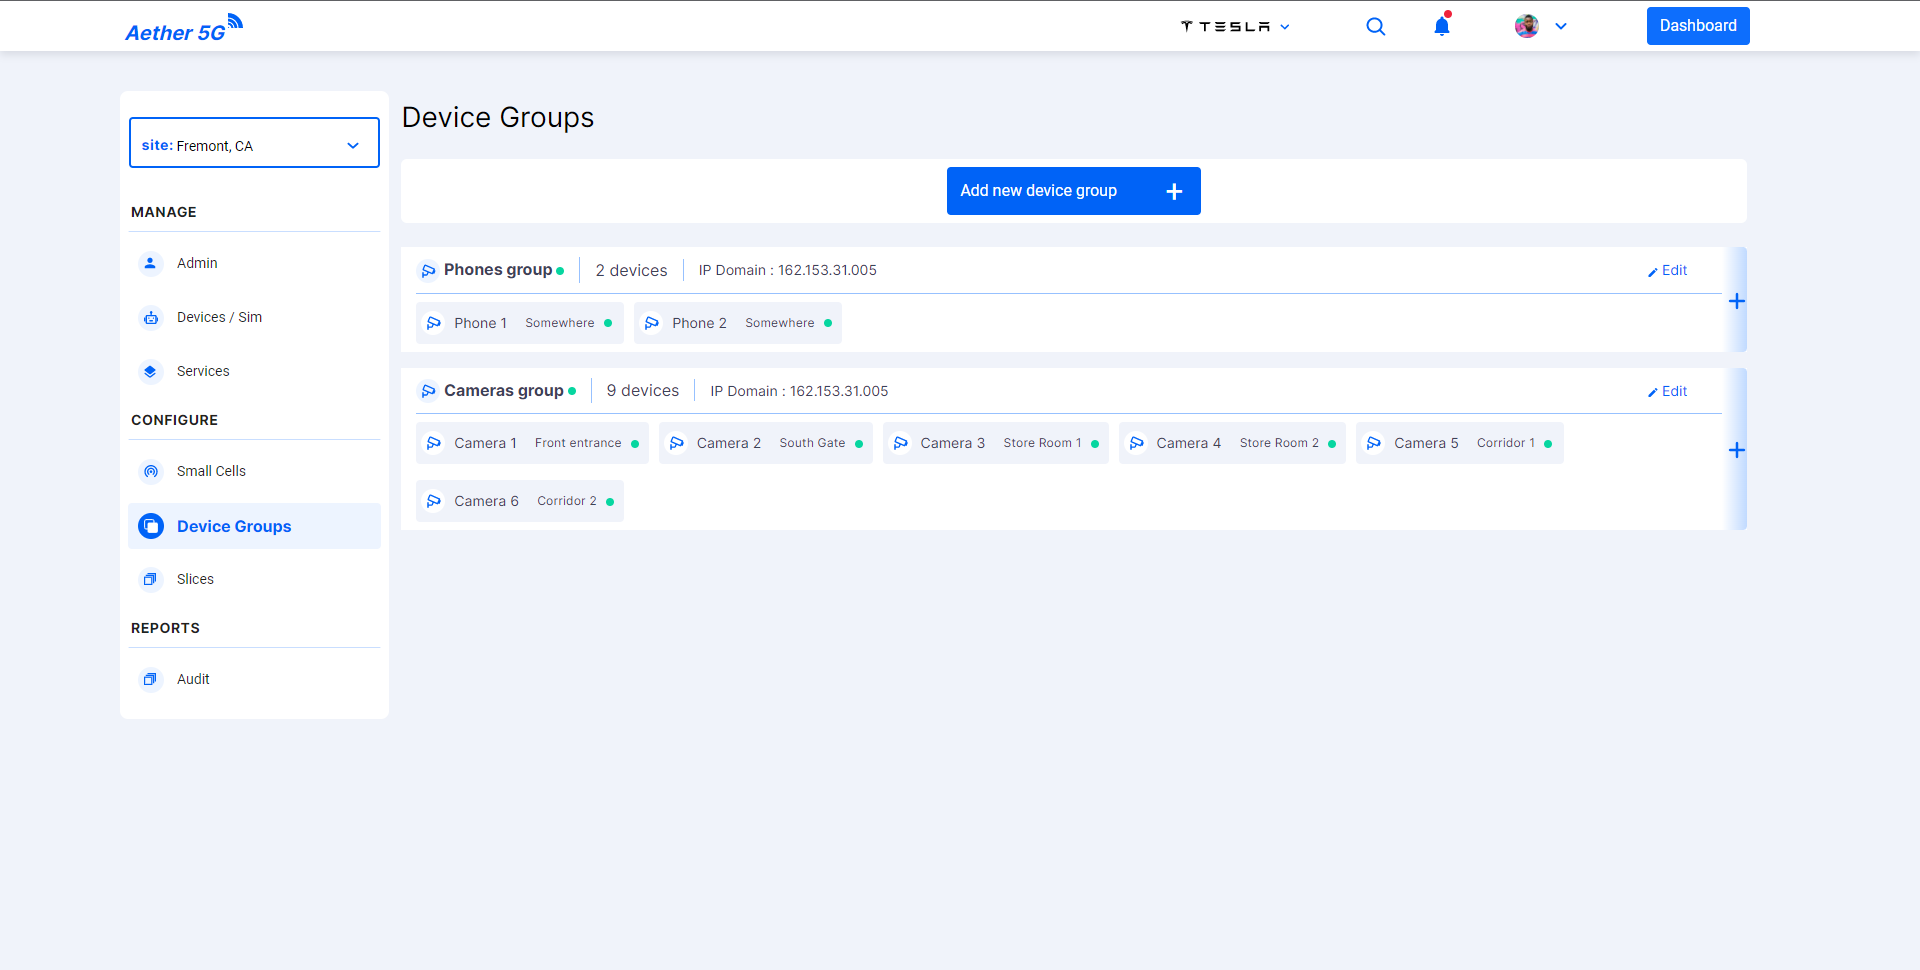 Aether 5G
TESLA
Dashboard
site: Fremont, CA
MANAGE
Admin
Devices / Sim
Services
CONFIGURE
Small Cells
Device Groups
Slices
REPORTS
Audit
Device Groups
Add new device group
Phones group
2 devices
IP Domain : 162.153.31.005
Edit
Phone 1 Somewhere
Phone 2 Somewhere
Cameras group
9 devices
IP Domain : 162.153.31.005
Edit
Camera 1 Front entrance
Camera 2 South Gate
Camera 3 Store Room 1
Camera 4 Store Room 2
Camera 5 Corridor 1
Camera 6 Corridor 2